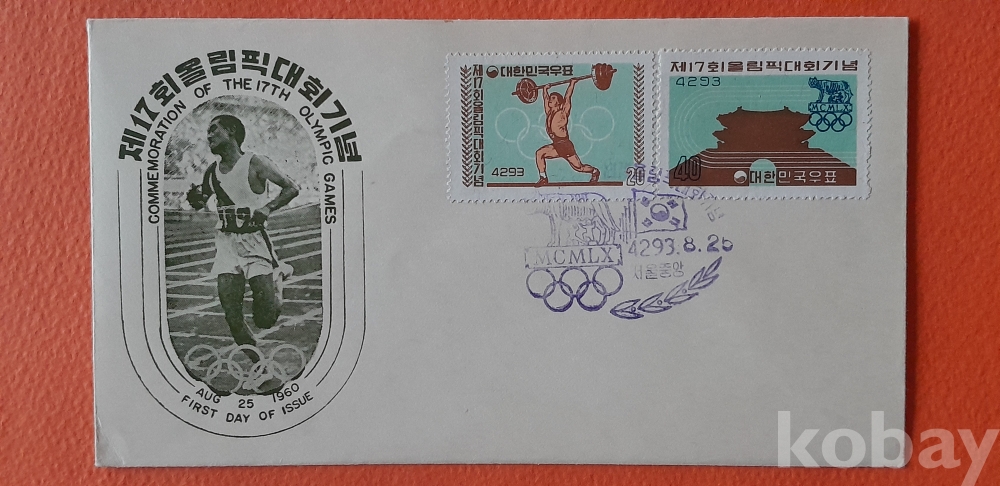 제17회올림픽대회기념
COMMEMORATION OF THE 17TH OLYMPIC GAMES
AUG 25 1960
FIRST DAY OF ISSUE
제17회올림픽대회기념
대한민국우표
4293
20
제17회올림픽대회기념
4293
MCMLX
40
대한민국우표
MCMLX
4293.8.25
서울중앙
kobay